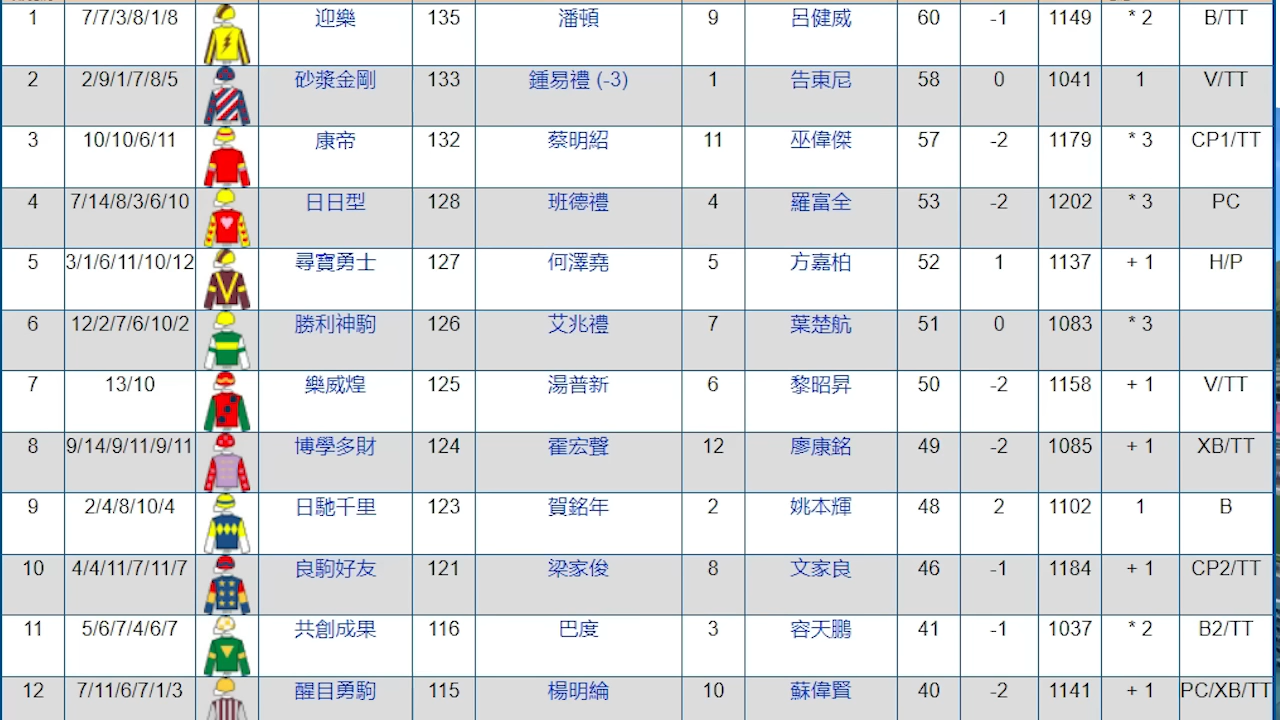 1 7/7/3/8/1/8 迎樂 135 潘頓 9 呂健威 60 -1 1149 * 2 B/TT
2 2/9/1/7/8/5 砂漿金剛 133 鍾易禮 (-3) 1 告東尼 58 0 1041 1 V/TT
3 10/10/6/11 康帝 132 蔡明紹 11 巫偉傑 57 -2 1179 * 3 CP1/TT
4 7/14/8/3/6/10 日日型 128 班德禮 4 羅富全 53 -2 1202 * 3 PC
5 3/1/6/11/10/12 尋寶勇士 127 何澤堯 5 方嘉柏 52 1 1137 + 1 H/P
6 12/2/7/6/10/2 勝利神駒 126 艾兆禮 7 葉楚航 51 0 1083 * 3
7 13/10 樂威煌 125 湯普新 6 黎昭昇 50 -2 1158 + 1 V/TT
8 9/14/9/11/9/11 博學多財 124 霍宏聲 12 廖康銘 49 -2 1085 + 1 XB/TT
9 2/4/8/10/4 日馳千里 123 賀銘年 2 姚本輝 48 2 1102 1 B
10 4/4/11/7/11/7 良駒好友 121 梁家俊 8 文家良 46 -1 1184 + 1 CP2/TT
11 5/6/7/4/6/7 共創成果 116 巴度 3 容天鵬 41 -1 1037 * 2 B2/TT
12 7/11/6/7/1/3 醒目勇駒 115 楊明綸 10 蘇偉賢 40 -2 1141 + 1 PC/XB/TT